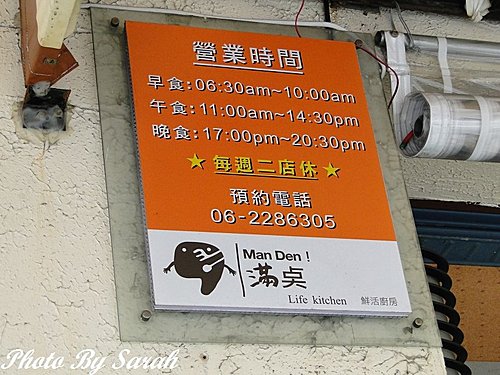 營業時間
早食:06:30am~10:00am
午食:11:00am~14:30pm
晚食:17:00pm~20:30pm
★每週二店休★
預約電話
06-2286305
Man Den!
滿貞
Life kitchen 鮮活廚房
Photo By Sarah